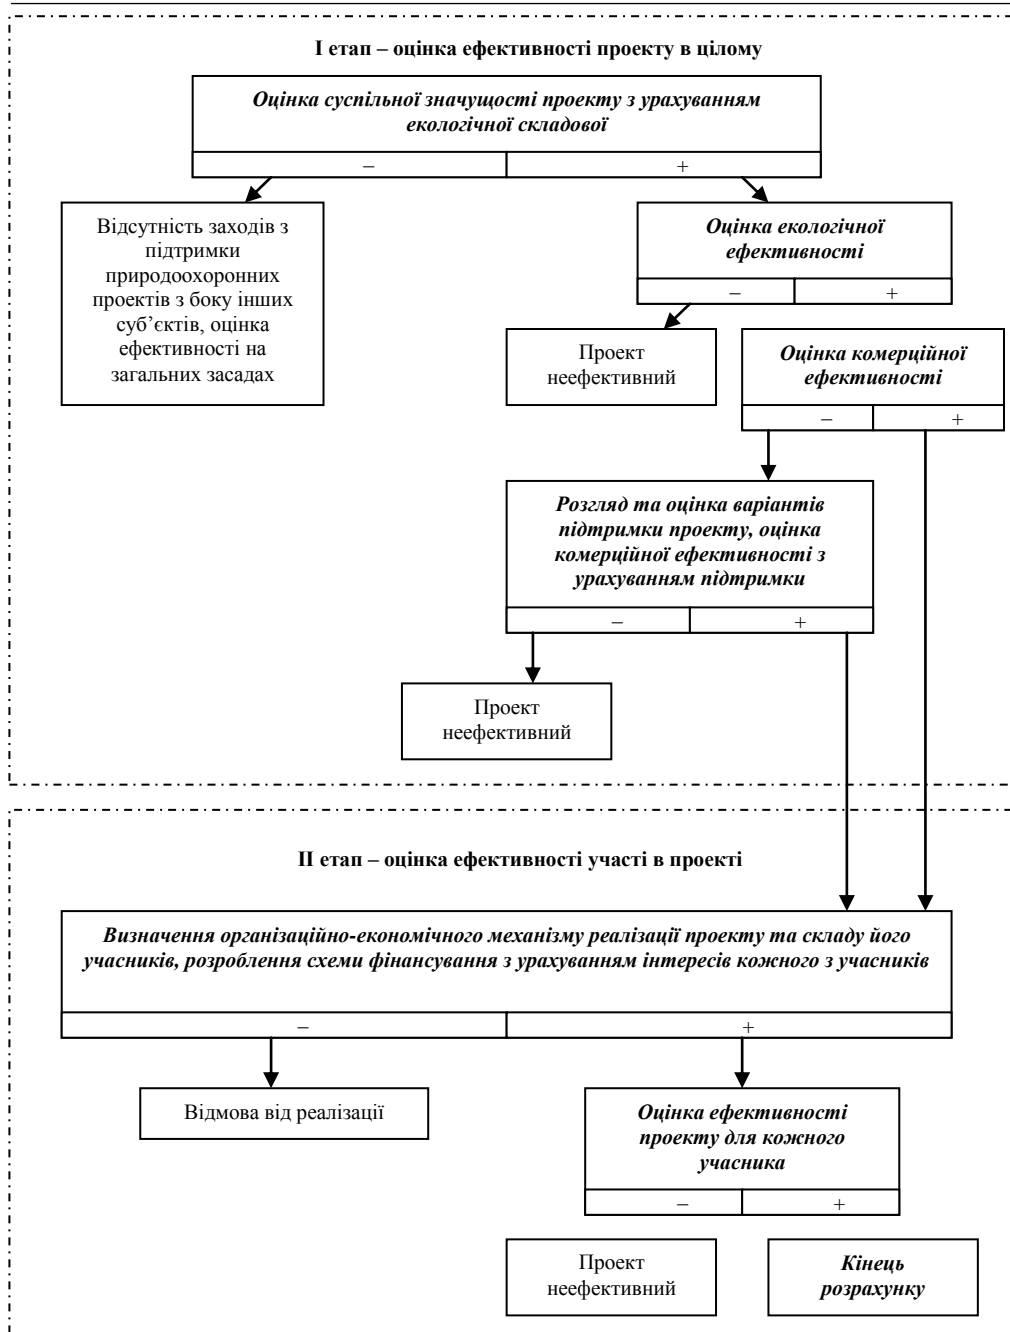 І етап – оцінка ефективності проекту в цілому
Оцінка суспільної значущості проекту з урахуванням
екологічної складової
– +
Відсутність заходів з
підтримки
природоохоронних
проектів з боку інших
суб’єктів, оцінка
ефективності на
загальних засадах
Оцінка екологічної
ефективності
– +
Проект
неефективний
Оцінка комерційної
ефективності
– +
Розгляд та оцінка варіантів
підтримки проекту, оцінка
комерційної ефективності з
урахуванням підтримки
– +
Проект
неефективний
ІІ етап – оцінка ефективності участі в проекті
Визначення організаційно-економічного механізму реалізації проекту та складу його
учасників, розроблення схеми фінансування з урахуванням інтересів кожного з учасників
– +
Відмова від реалізації
Оцінка ефективності
проекту для кожного
учасника
– +
Проект
неефективний
Кінець
розрахунку